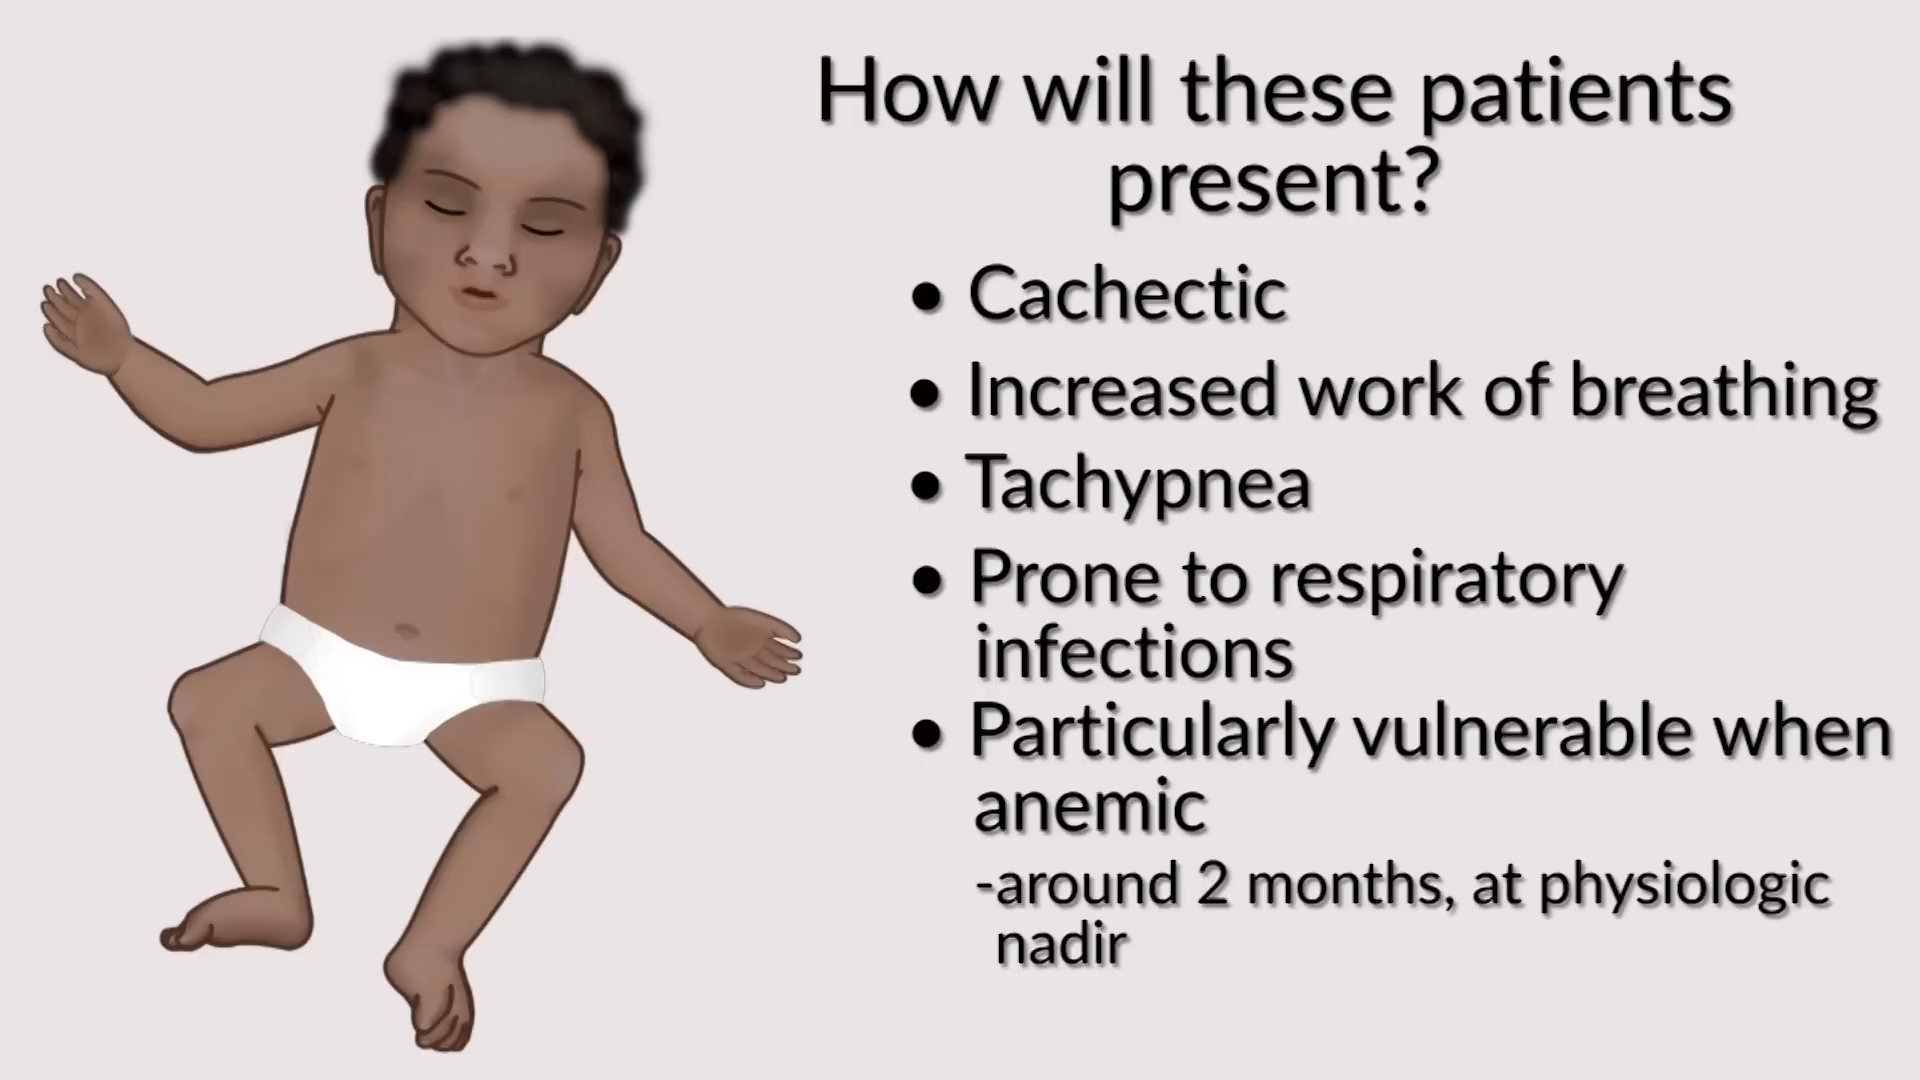 How will these patients
present?
• Cachectic
• Increased work of breathing
• Tachypnea
• Prone to respiratory
infections
• Particularly vulnerable when
anemic
-around 2 months, at physiologic
nadir